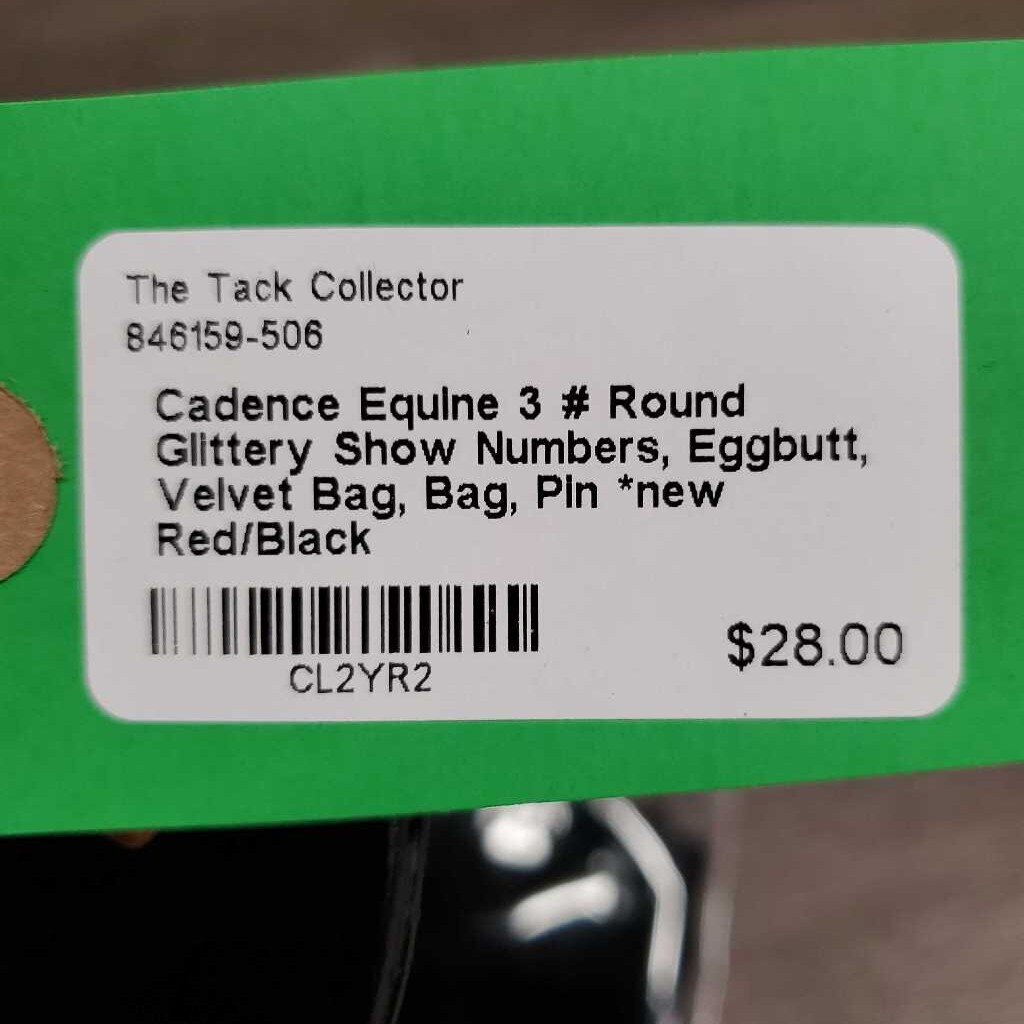 The Tack Collector
846159-506
Cadence Equine 3 # Round
Glittery Show Numbers, Eggbutt,
Velvet Bag, Bag, Pin *new
Red/Black
CL2YR2
$28.00